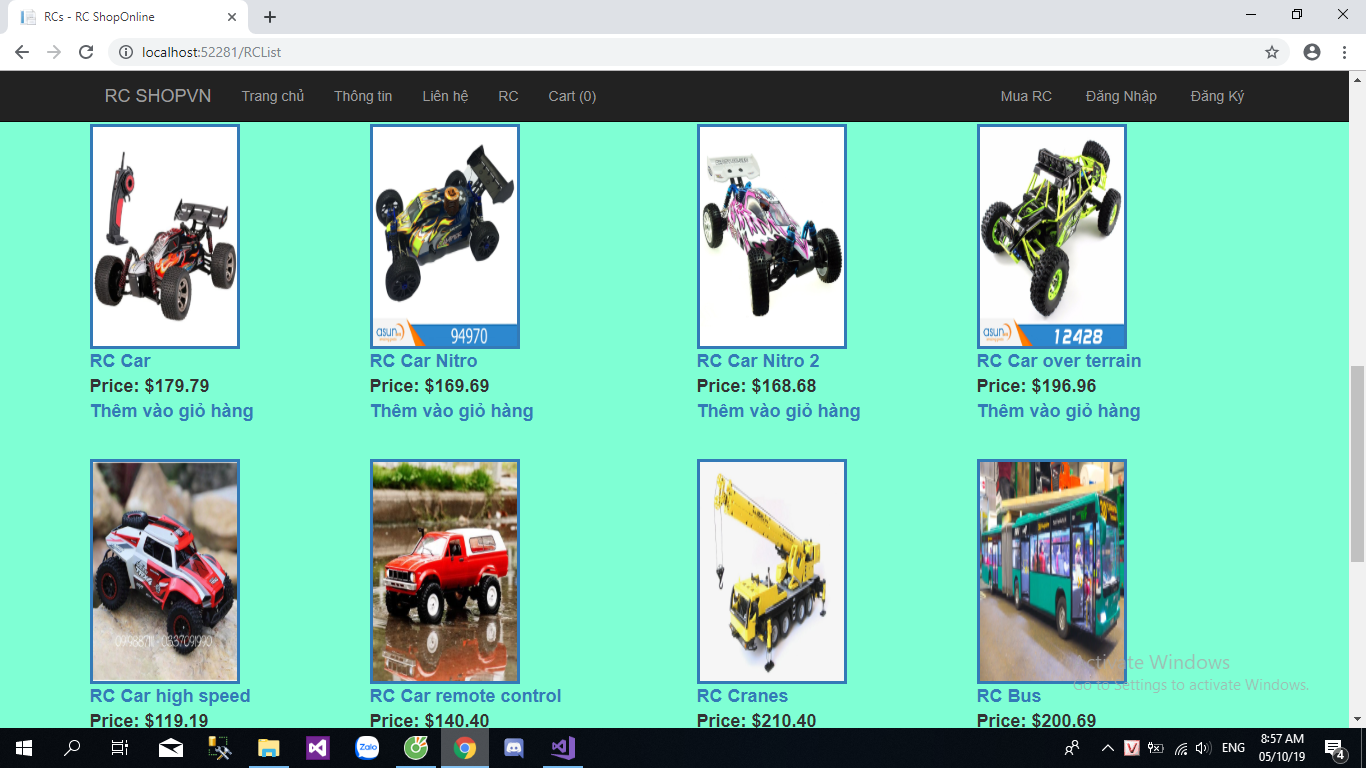 RCs - RC ShopOnline
localhost:52281/RCList
RC SHOPVN Trang chủ Thông tin Liên hệ RC Cart (0) Mua RC Đăng Nhập Đăng Ký
asun 94970
asun 12428
RC Car RC Car Nitro RC Car Nitro 2 RC Car over terrain
Price: $179.79 Price: $169.69 Price: $168.68 Price: $196.96
Thêm vào giỏ hàng Thêm vào giỏ hàng Thêm vào giỏ hàng Thêm vào giỏ hàng
Activate Windows
Go to Settings to activate Windows.
RC Car high speed RC Car remote control RC Cranes RC Bus
Price: $119.19 Price: $140.40 Price: $210.40 Price: $200.69
Zalo
V
ENG
8:57 AM
05/10/19
4